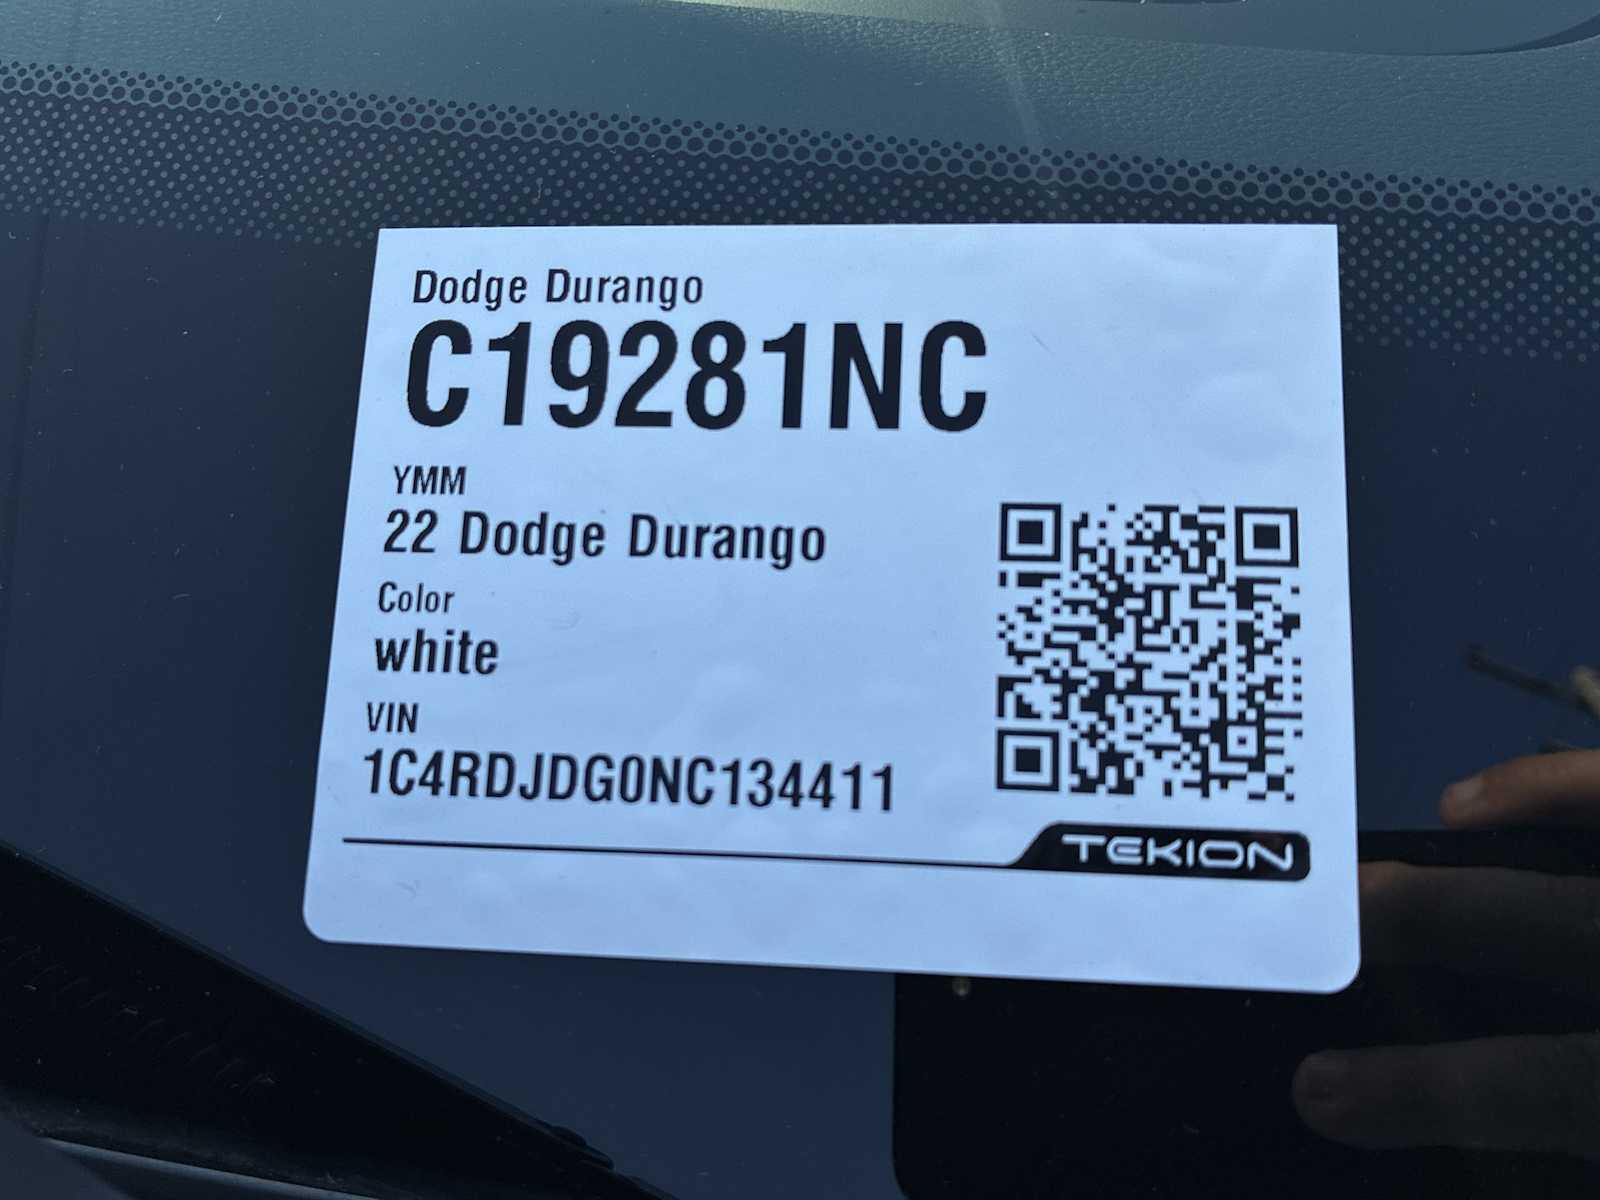 Dodge Durango
C19281NC
YMM
22 Dodge Durango
Color
white
VIN
1C4RDJDG0NC134411
TEKION